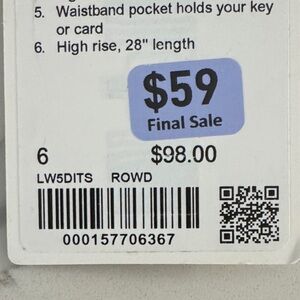 5. Waistband pocket holds your key
or card
6. High rise, 28" length
$59
Final Sale
6 $98.00
LW5DITS ROWD
000157706367